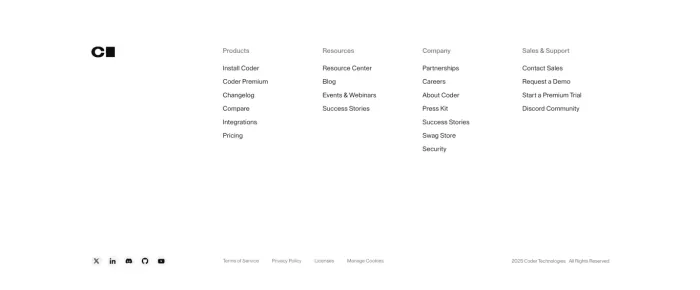 Products
Install Coder
Coder Premium
Changelog
Compare
Integrations
Pricing
Resources
Resource Center
Blog
Events & Webinars
Success Stories
Company
Partnerships
Careers
About Coder
Press Kit
Success Stories
Swag Store
Security
Sales & Support
Contact Sales
Request a Demo
Start a Premium Trial
Discord Community
Terms of Service
Privacy Policy
Licenses
Manage Cookies
2025 Coder Technologies All Rights Reserved